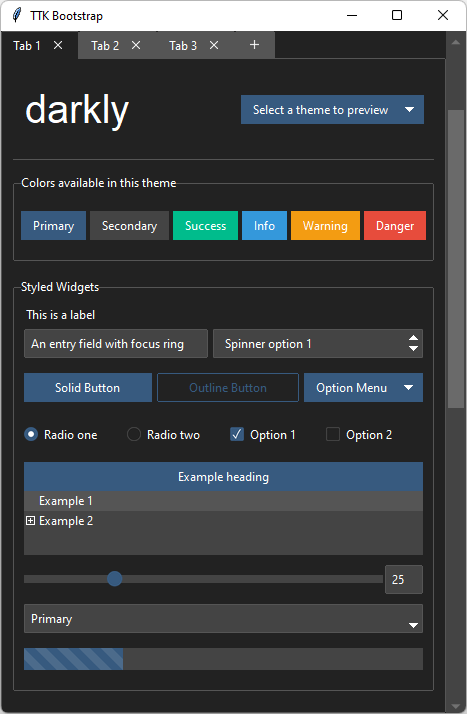 TTK Bootstrap
Tab 1 Tab 2 Tab 3 +
darkly Select a theme to preview
Colors available in this theme
Primary Secondary Success Info Warning Danger
Styled Widgets
This is a label
An entry field with focus ring Spinner option 1
Solid Button Outline Button Option Menu
Radio one Radio two Option 1 Option 2
Example heading
Example 1
Example 2
25
Primary